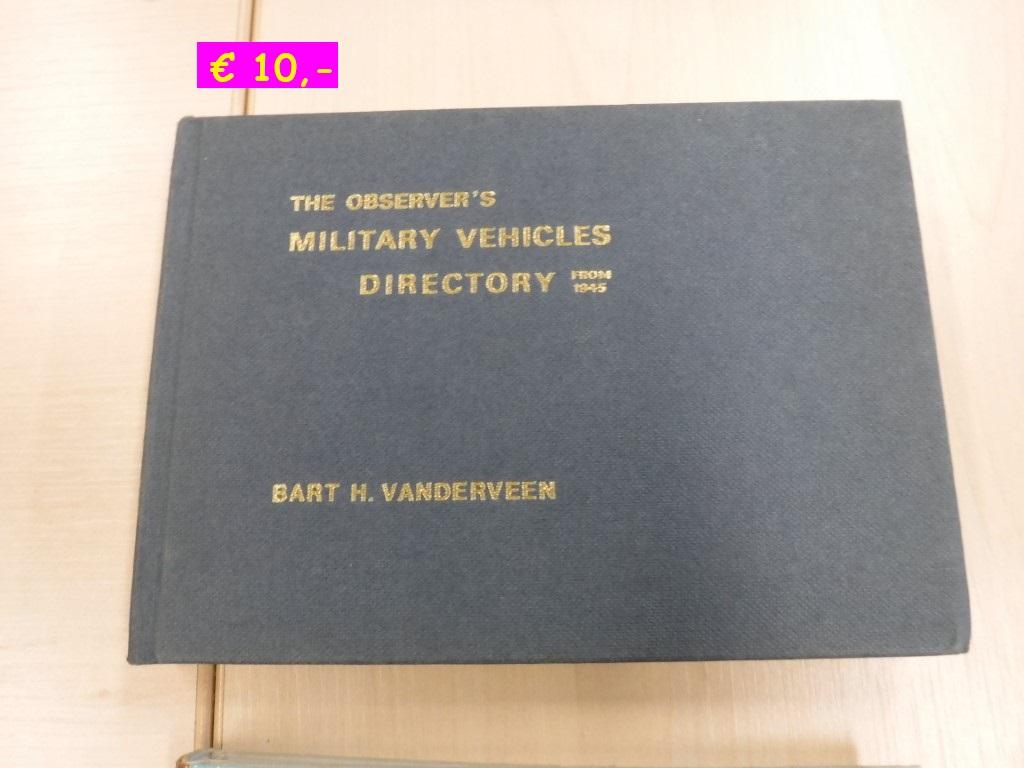 € 10,-
THE OBSERVER'S
MILITARY VEHICLES
DIRECTORY FROM 1945
BART H. VANDERVEEN